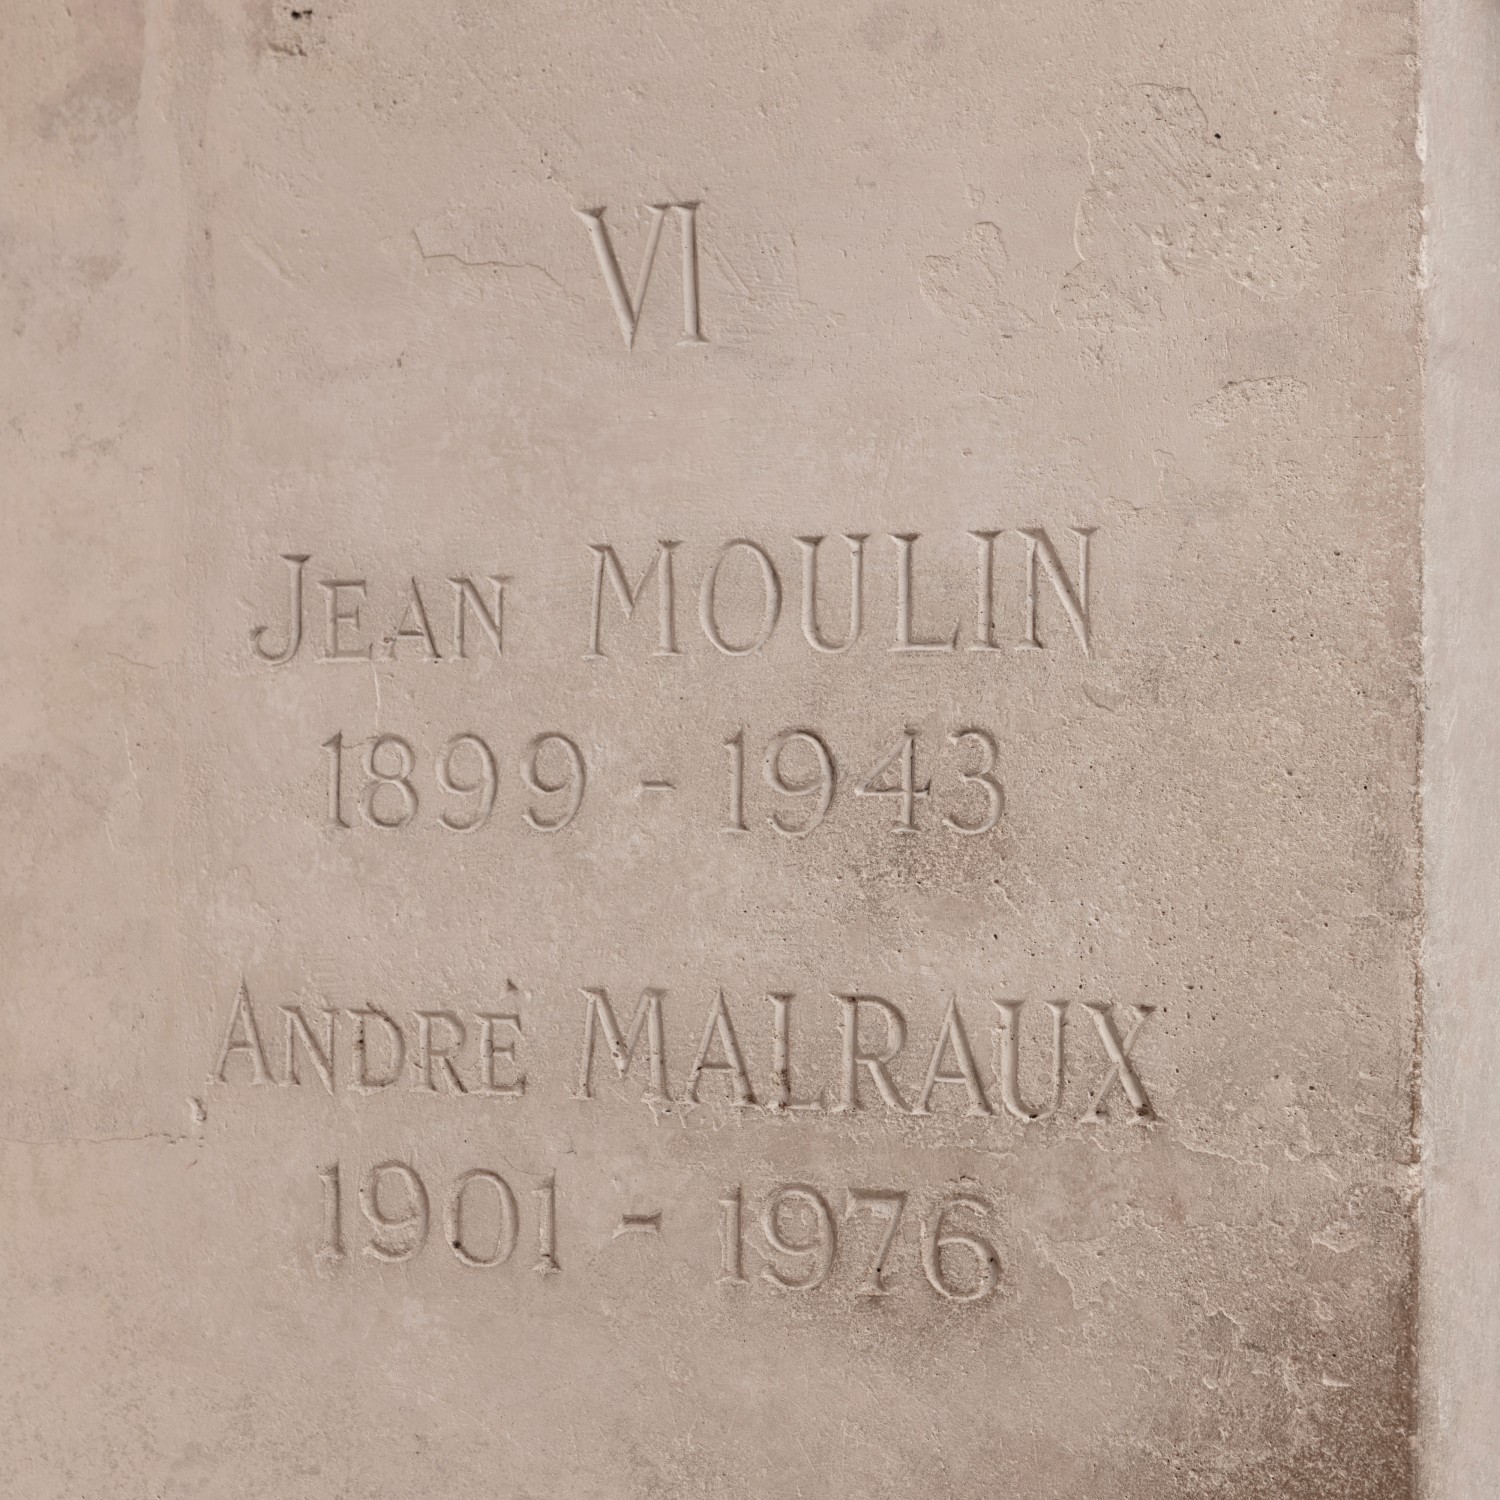 VI
JEAN MOULIN
1899 - 1943
ANDRÉ MALRAUX
1901 - 1976